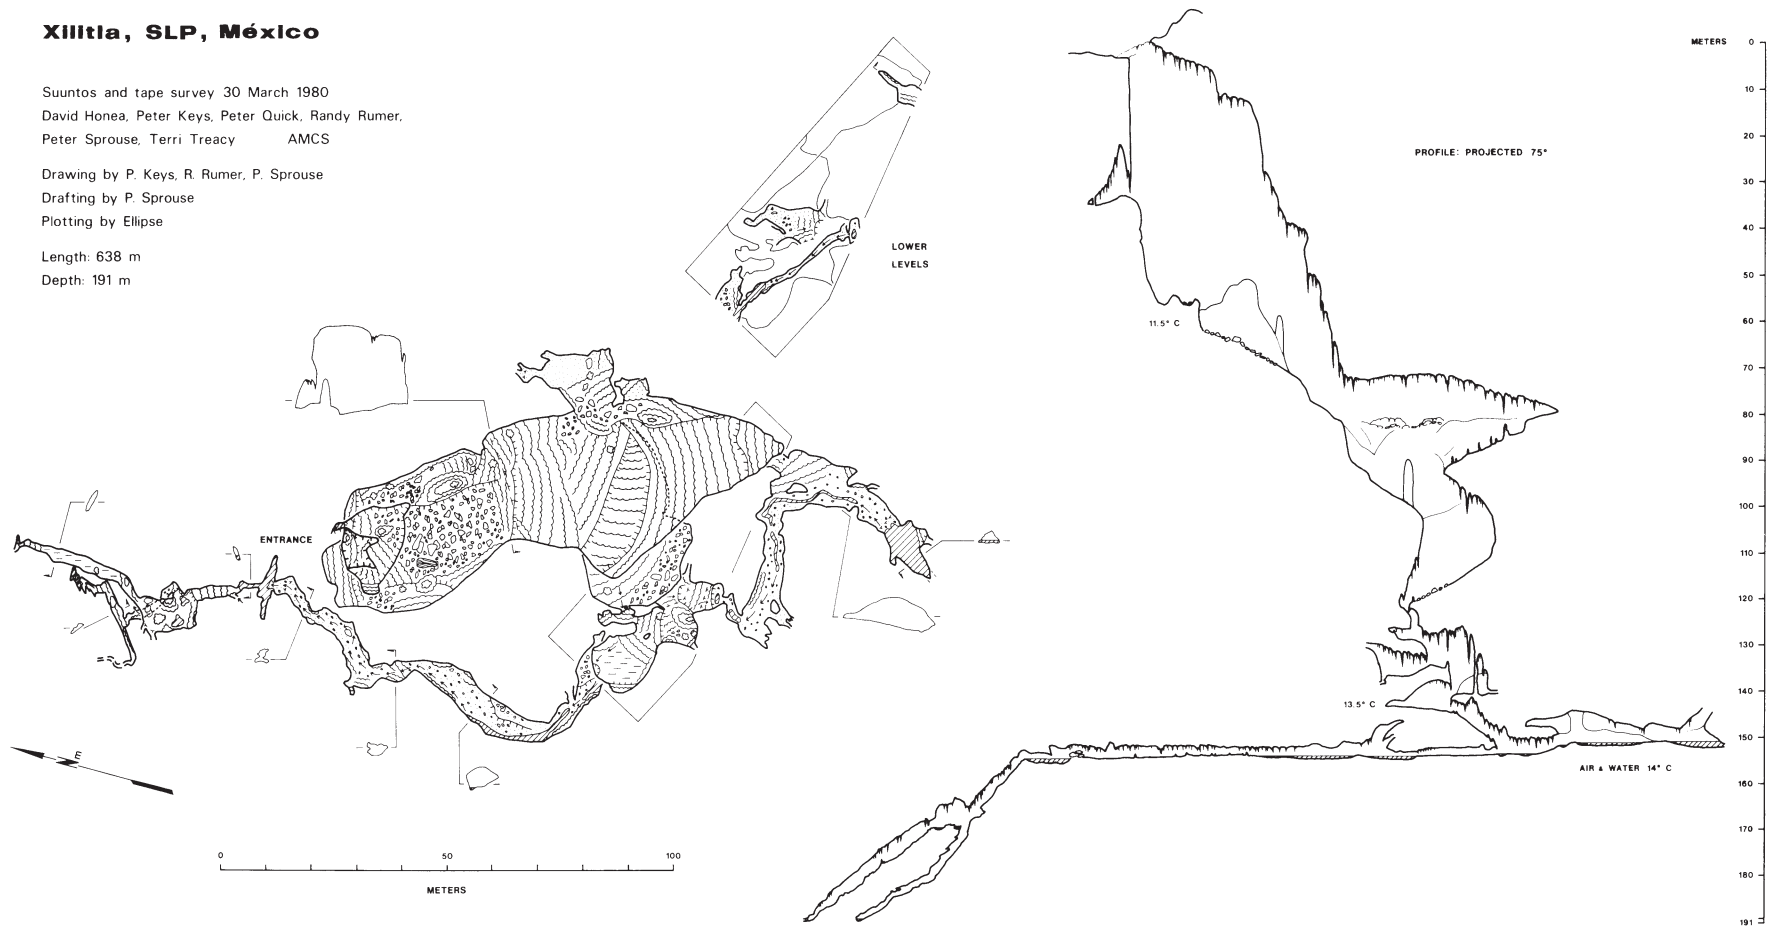 Xilitla, SLP, México
Suuntos and tape survey 30 March 1980
David Honea, Peter Keys, Peter Quick, Randy Rumer,
Peter Sprouse, Terri Treacy AMCS
Drawing by P. Keys, R. Rumer, P. Sprouse
Drafting by P. Sprouse
Plotting by Ellipse
Length: 638 m
Depth: 191 m
LOWER
LEVELS
ENTRANCE
E
0 50 100
METERS
PROFILE: PROJECTED 75°
11.5° C
13.5° C
AIR & WATER 14° C
METERS 0
10
20
30
40
50
60
70
80
90
100
110
120
130
140
150
160
170
180
191